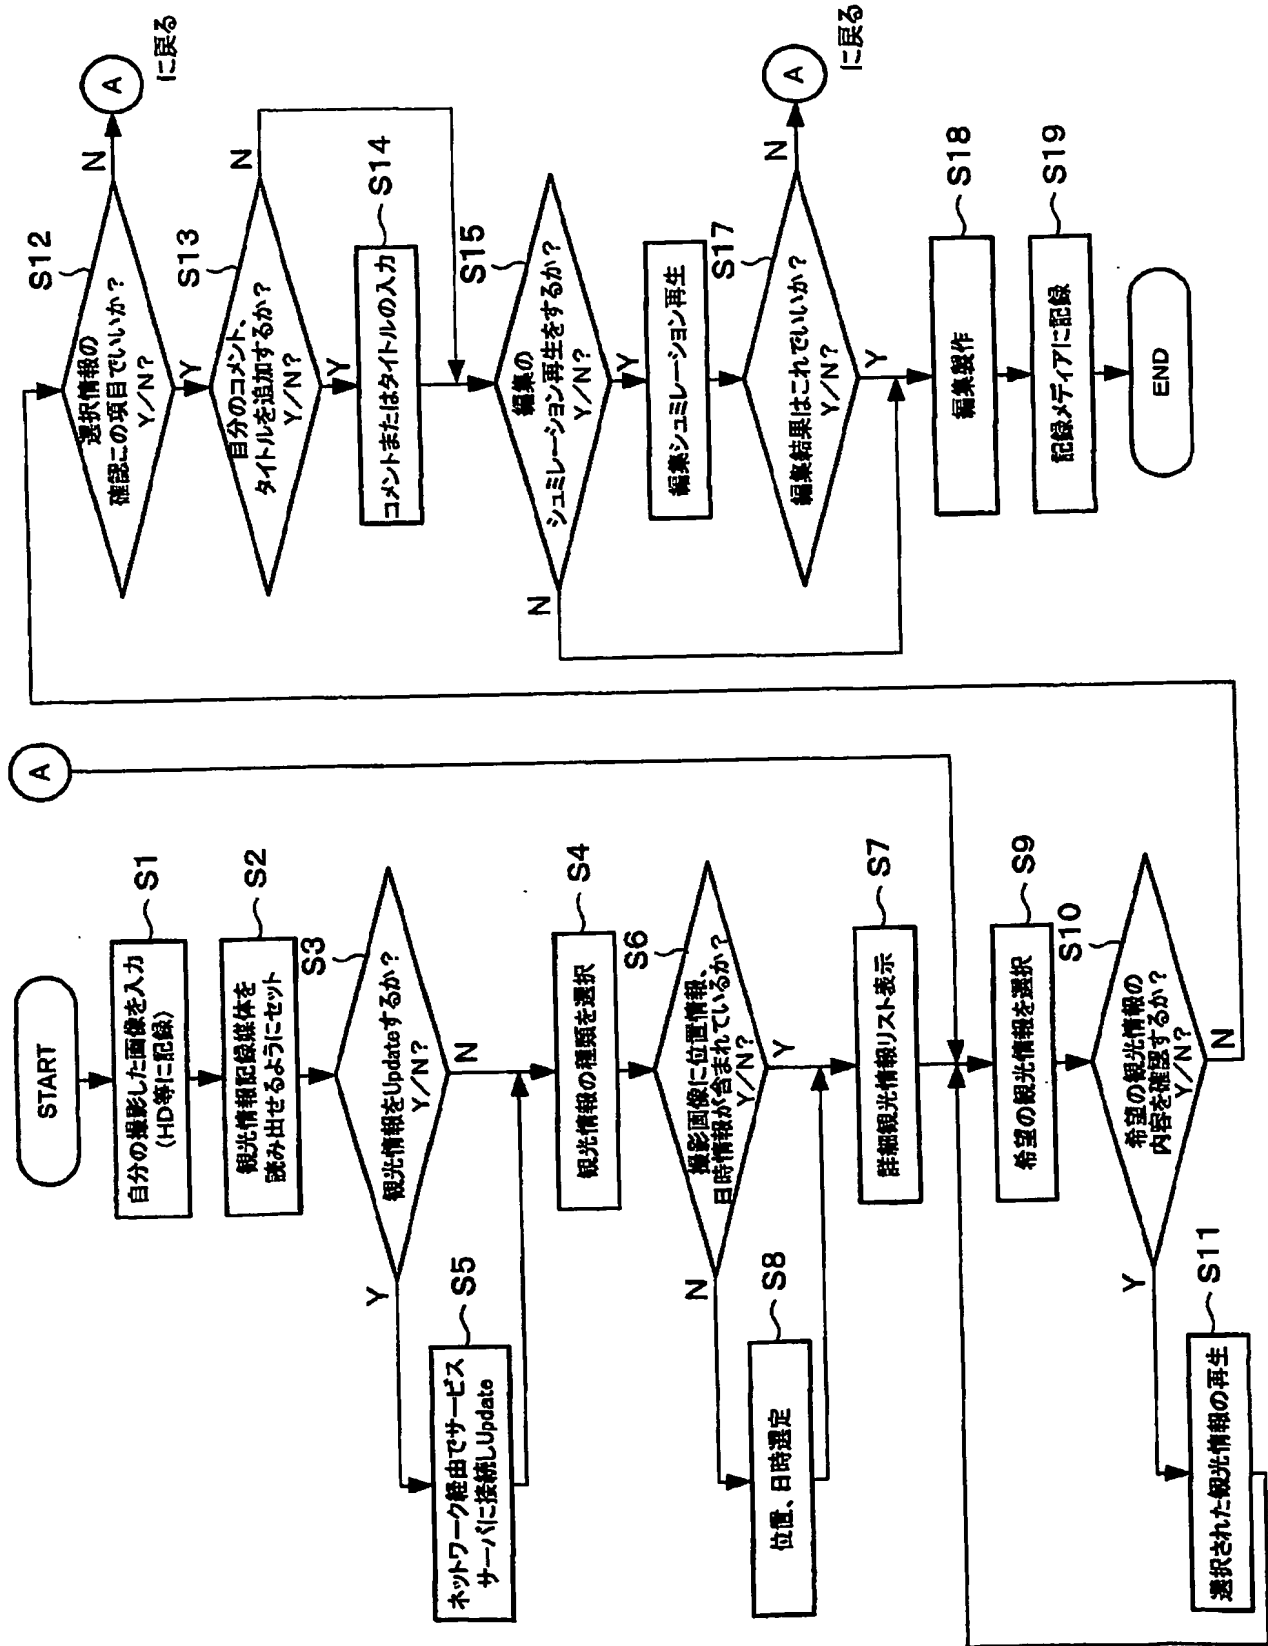 START
自分の撮影した画像を入力
(HD等に記録)
S1
観光情報記録媒体を
読み出せるようにセット
S2
観光情報をUpdateするか?
Y/N?
S3
Y
N
ネットワーク経由でサービス
サーバに接続しUpdate
S5
観光情報の種類を選択
S4
撮影画像に位置情報、
日時情報が含まれているか?
Y/N?
S6
N
Y
位置、日時選定
S8
詳細観光情報リスト表示
S7
A
希望の観光情報を選択
S9
希望の観光情報の
内容を確認するか?
Y/N?
S10
Y
N
選択された観光情報の再生
S11
選択情報の
確認この項目でいいか?
Y/N?
S12
N
A
に戻る
Y
自分のコメント、
タイトルを追加するか?
Y/N?
S13
N
Y
コメントまたはタイトルの入力
S14
編集の
シュミレーション再生をするか?
Y/N?
S15
N
Y
編集シュミレーション再生
編集結果はこれでいいか?
Y/N?
S17
N
A
に戻る
Y
編集製作
S18
記録メディアに記録
S19
END